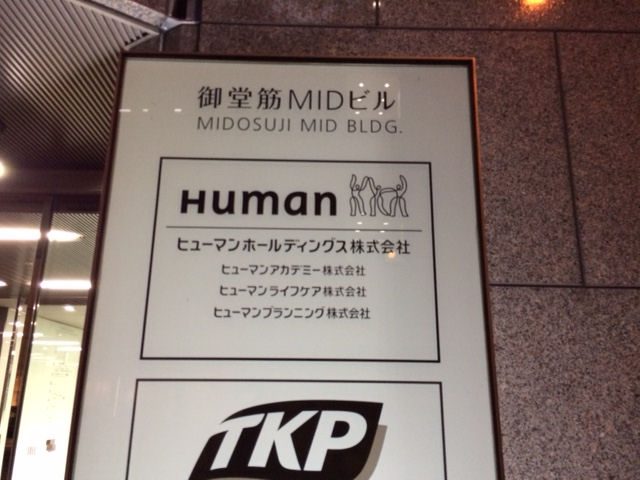 御堂筋MIDビル
MIDOSUJI MID BLDG.
Human
ヒューマンホールディングス株式会社
ヒューマンアカデミー株式会社
ヒューマンライフケア株式会社
ヒューマンプランニング株式会社
TKP